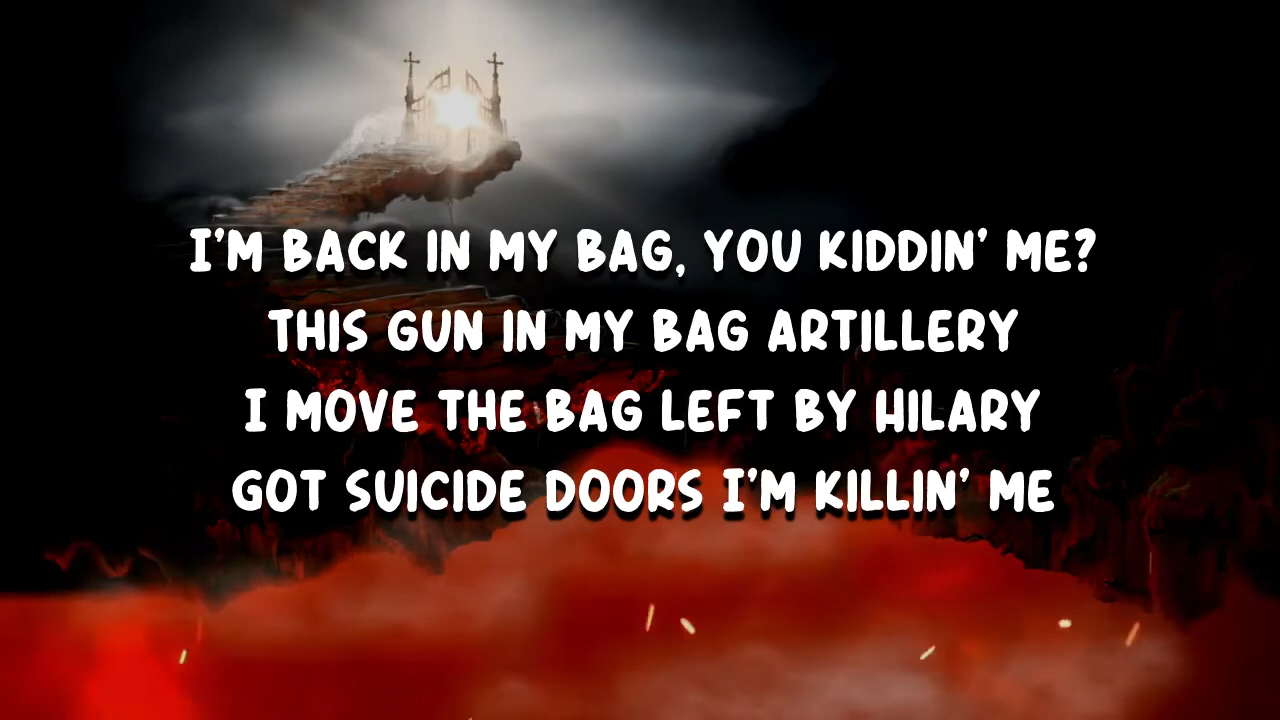 I'M BACK IN MY BAG, YOU KIDDIN' ME?
THIS GUN IN MY BAG ARTILLERY
I MOVE THE BAG LEFT BY HILARY
GOT SUICIDE DOORS I'M KILLIN' ME